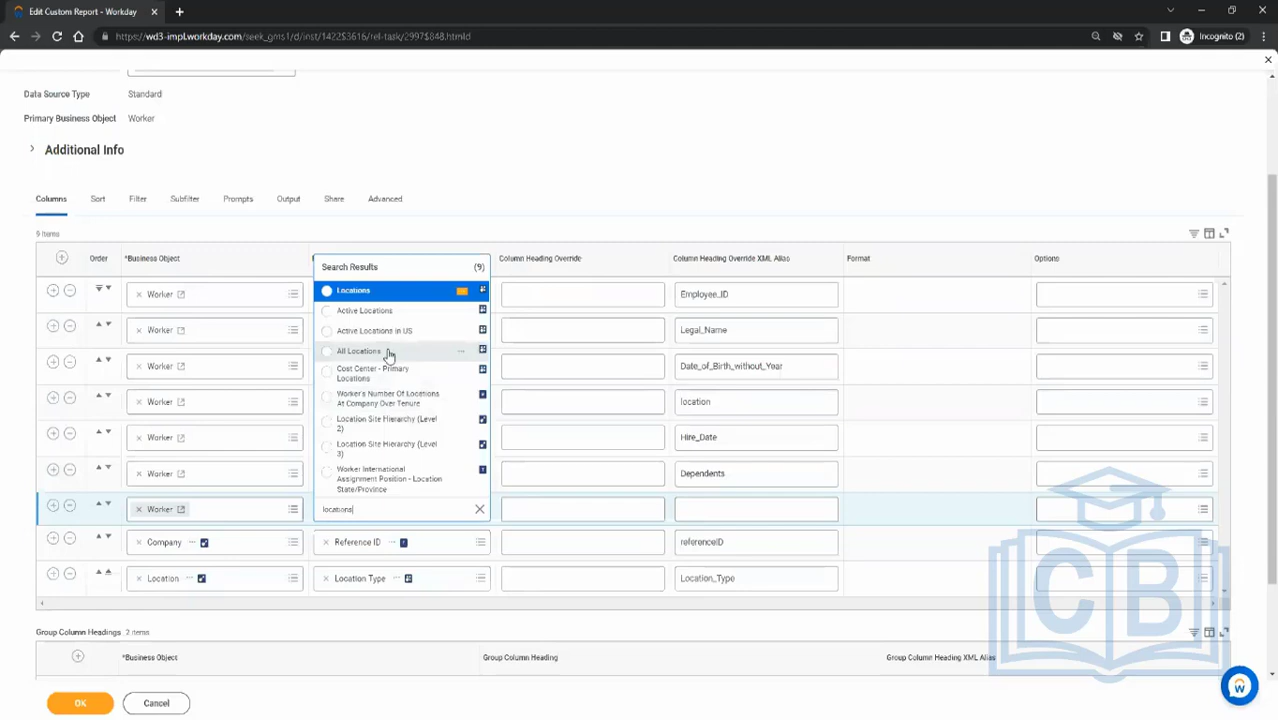 Edit Custom Report - Workday
https://wd3-impl.workday.com/seek_gms1/d/inst/1422$3616/rel-task/2997$848.htmld
Incognito (2)
Data Source Type Standard
Primary Business Object Worker
Additional Info
Columns Sort Filter Subfilter Prompts Output Share Advanced
9 items
Order *Business Object Column Heading Override Column Heading Override XML Alias Format Options
Search Results (9)
Locations
Active Locations
Active Locations in US
All Locations
Cost Center - Primary
Locations
Worker's Number Of Locations
At Company Over Tenure
Location Site Hierarchy (Level
2)
Location Site Hierarchy (Level
3)
Worker International
Assignment Position - Location
State/Province
locations
Worker Employee_ID
Worker Legal_Name
Worker Date_of_Birth_without_Year
Worker location
Worker Hire_Date
Worker Dependents
Worker
Company Reference ID referenceID
Location Location Type Location_Type
Group Column Headings 2 items
*Business Object Group Column Heading Group Column Heading XML Alias
OK Cancel
CB